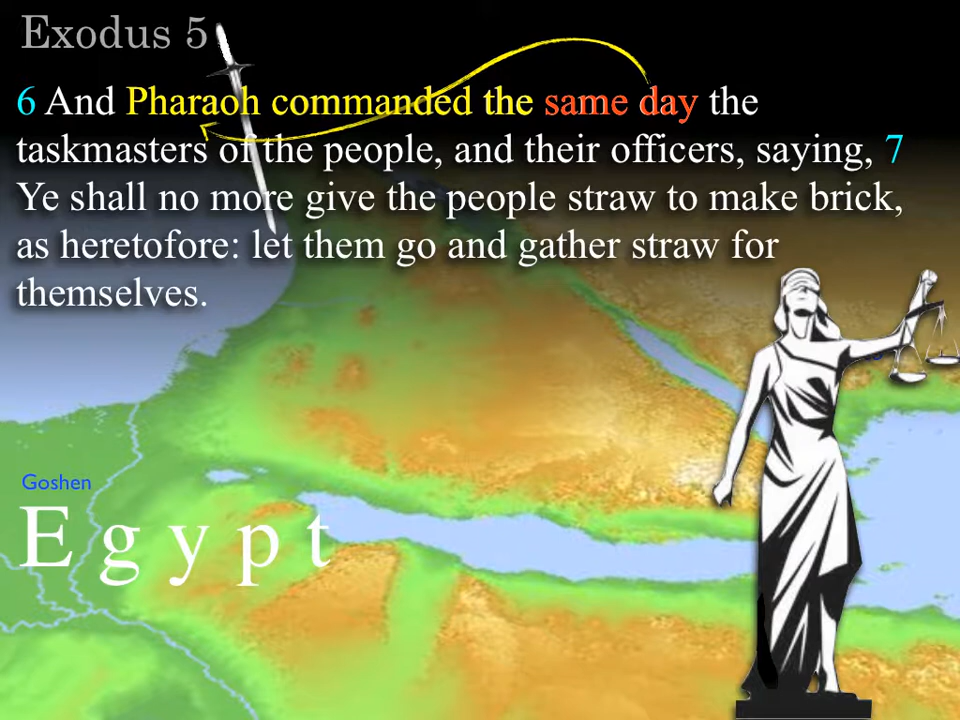 Exodus 5
6 And Pharaoh commanded the same day the
taskmasters of the people, and their officers, saying, 7
Ye shall no more give the people straw to make brick,
as heretofore: let them go and gather straw for
themselves.
Goshen
Egypt